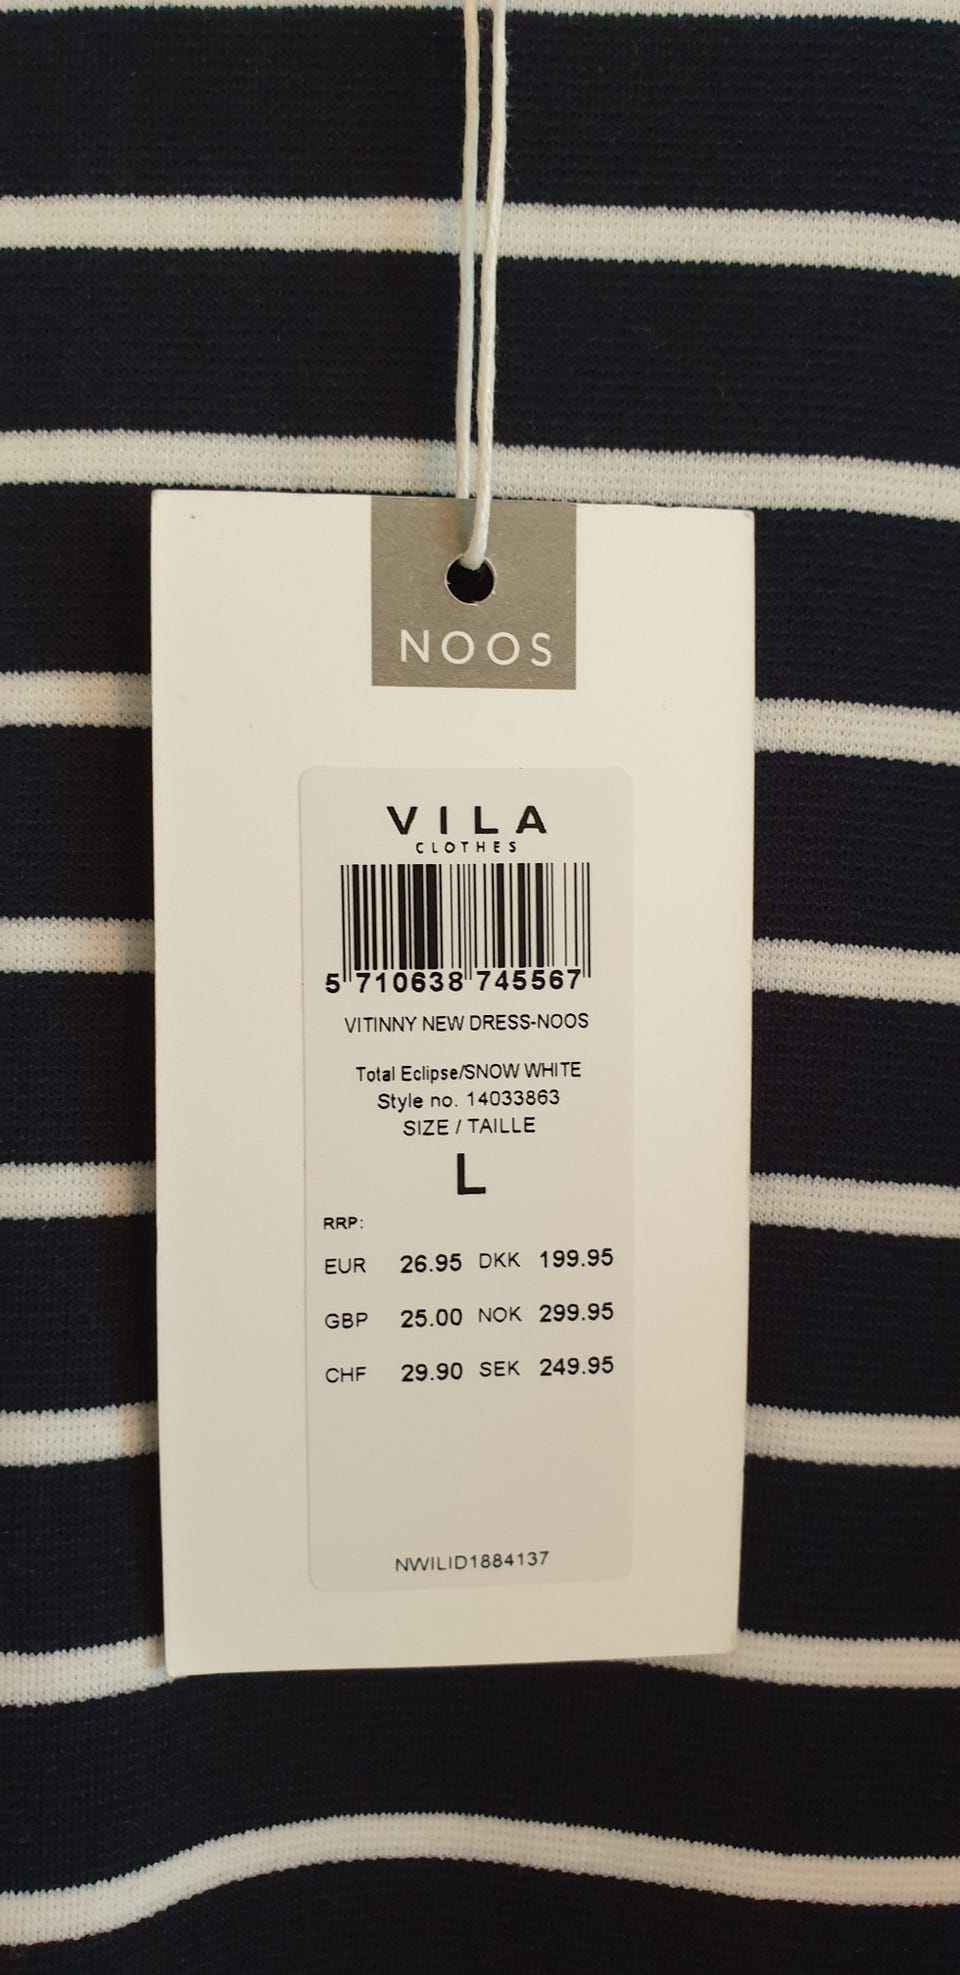 NOOS
VILA
CLOTHES
5 710638 745567
VITINNY NEW DRESS-NOOS
Total Eclipse/SNOW WHITE
Style no. 14033863
SIZE / TAILLE
L
RRP:
EUR 26.95 DKK 199.95
GBP 25.00 NOK 299.95
CHF 29.90 SEK 249.95
NWILID1884137